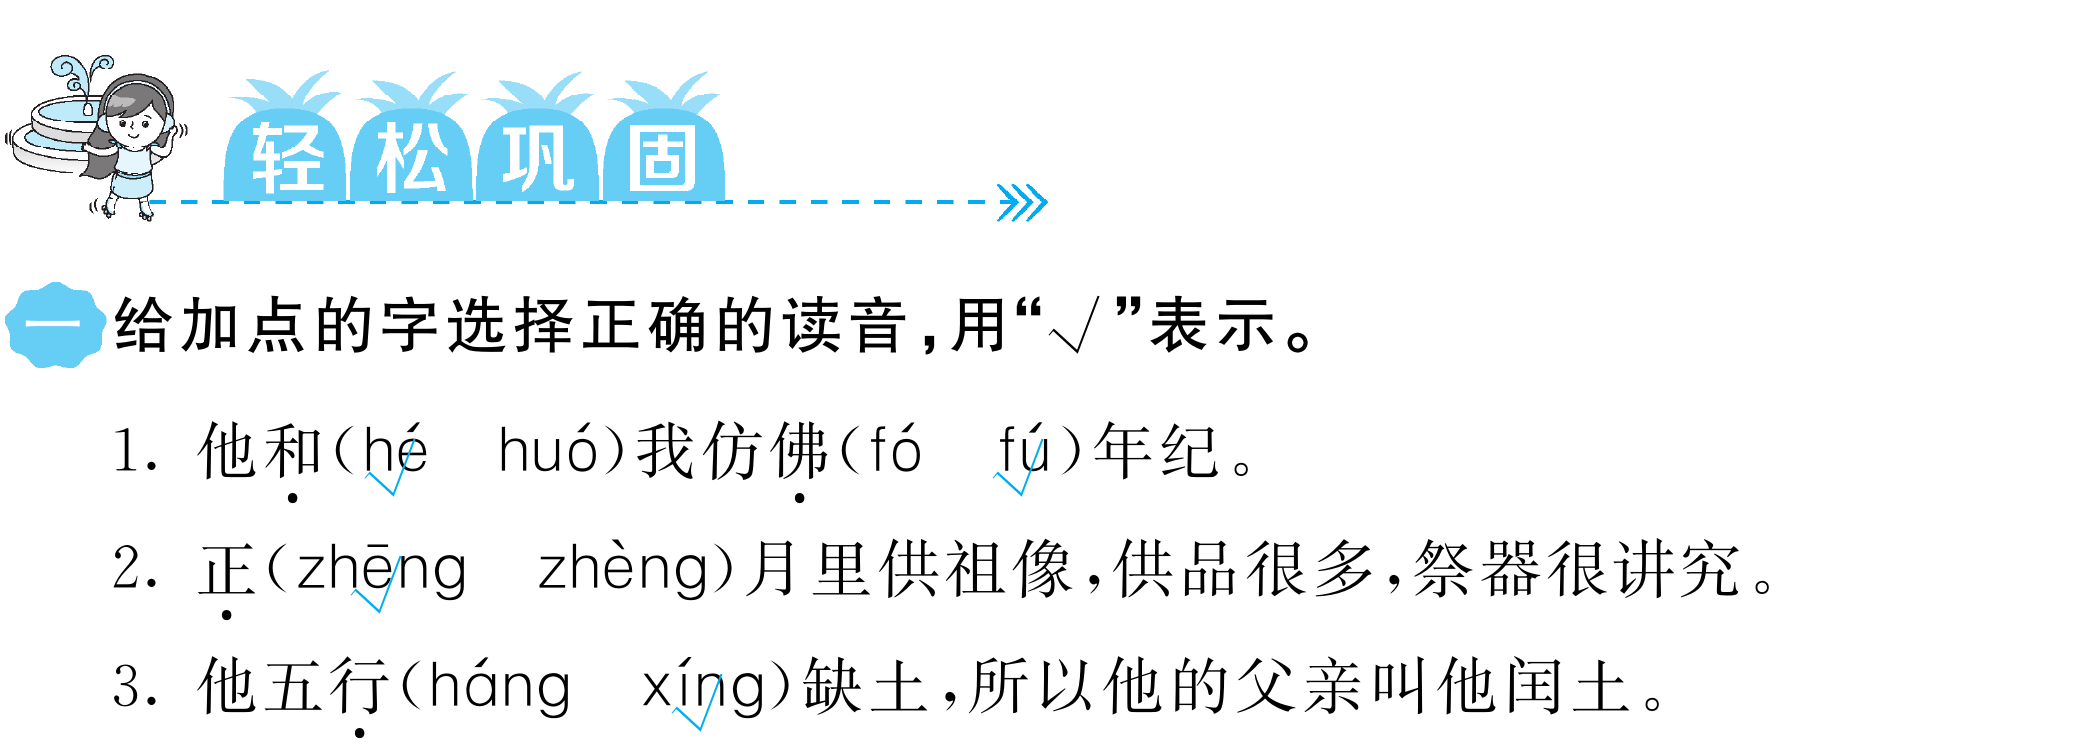 轻松巩固
一 给加点的字选择正确的读音,用“√”表示。
1. 他和(hé√ huó)我仿佛(fó fú√)年纪。
2. 正(zhēng√ zhèng)月里供祖像,供品很多,祭器很讲究。
3. 他五行(háng xíng√)缺土,所以他的父亲叫他闰土。